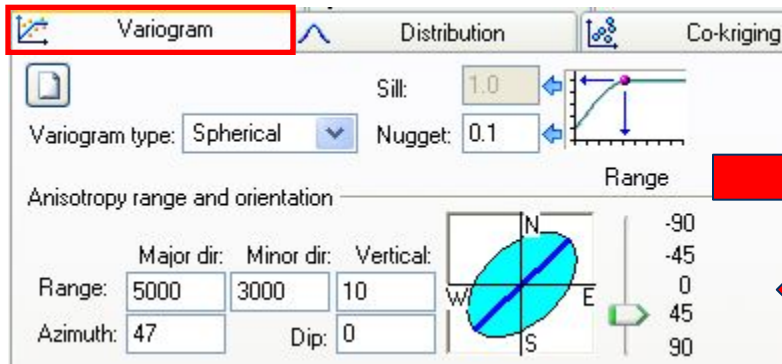 Variogram Distribution Co-kriging
Sill: 1.0
Variogram type: Spherical Nugget: 0.1
Range
Anisotropy range and orientation
Major dir: Minor dir: Vertical:
Range: 5000 3000 10
Azimuth: 47 Dip: 0
N
W E
S
-90
-45
0
45
90